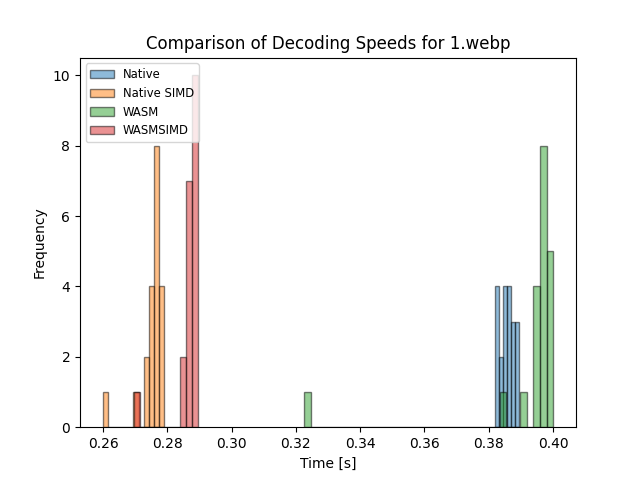 Comparison of Decoding Speeds for 1.webp
Native
Native SIMD
WASM
WASMSIMD
10
8
6
4
2
0
Frequency
0.26 0.28 0.30 0.32 0.34 0.36 0.38 0.40
Time [s]